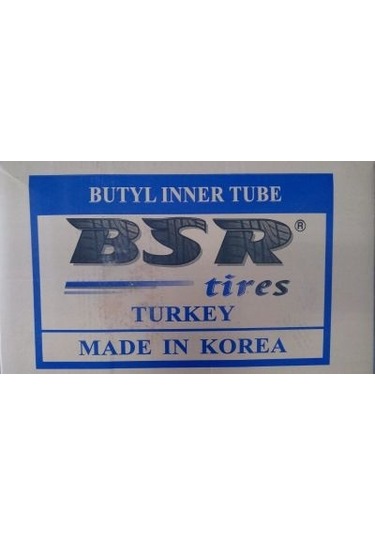 BUTYL INNER TUBE
BSR®
tires
TURKEY
MADE IN KOREA